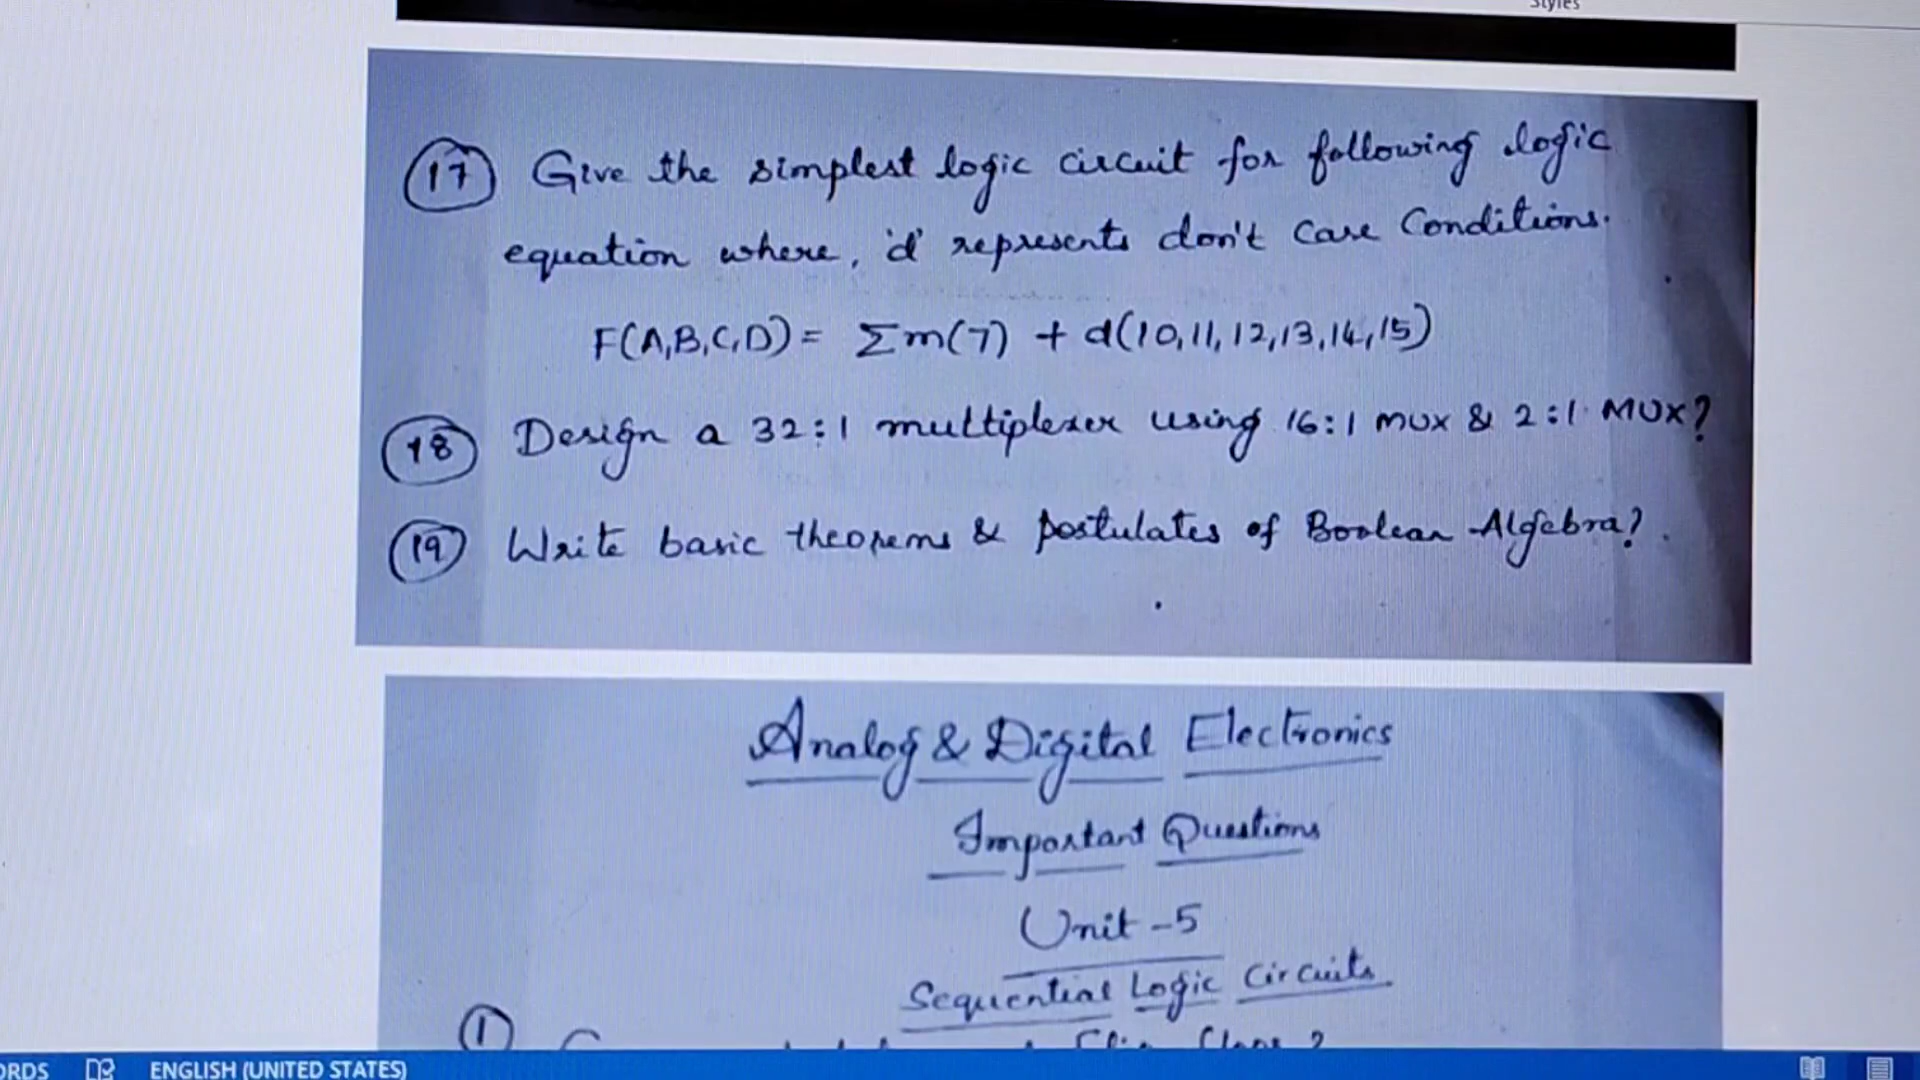 Styles
17 Give the simplest logic circuit for following logic
equation where, 'd' represents don't care conditions.
F(A,B,C,D) = Σm(7) + d(10,11,12,13,14,15)
18 Design a 32:1 multiplexer using 16:1 mux & 2:1 MUX?
19 Write basic theorems & postulates of Boolean Algebra?.
Analog & Digital Electronics
Important Questions
Unit - 5
Sequential Logic Circuits
1
ORDS ENGLISH (UNITED STATES)